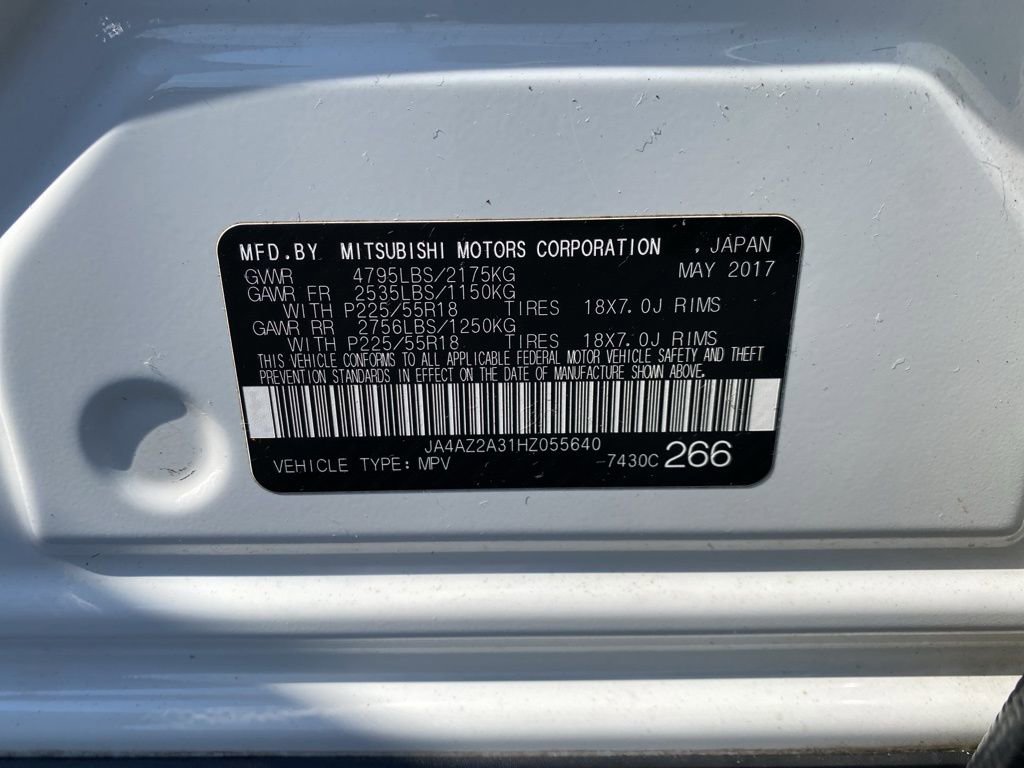 MFD.BY MITSUBISHI MOTORS CORPORATION , JAPAN
GVWR 4795LBS/2175KG MAY 2017
GAWR FR 2535LBS/1150KG
WITH P225/55R18 TIRES 18X7.0J RIMS
GAWR RR 2756LBS/1250KG
WITH P225/55R18 TIRES 18X7.0J RIMS
THIS VEHICLE CONFORMS TO ALL APPLICABLE FEDERAL MOTOR VEHICLE SAFETY AND THEFT
PREVENTION STANDARDS IN EFFECT ON THE DATE OF MANUFACTURE SHOWN ABOVE.
JA4AZ2A31HZ055640
VEHICLE TYPE: MPV -7430C 266